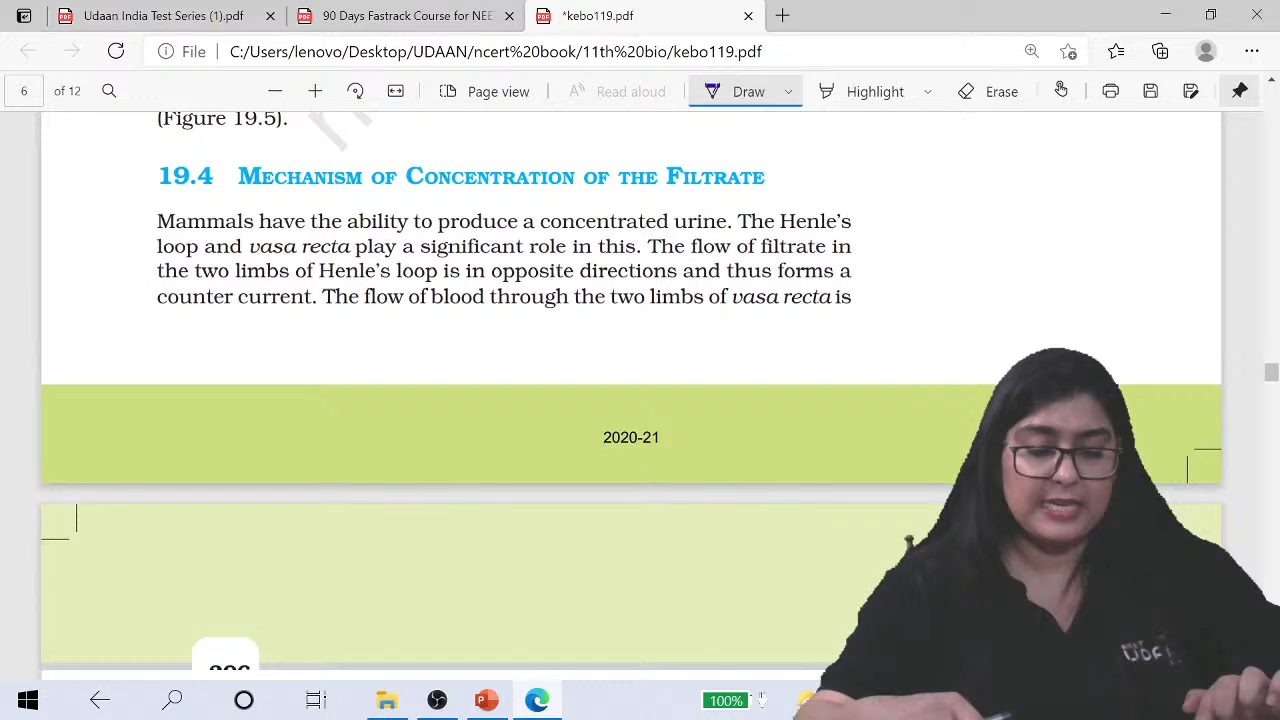 Udaan India Test Series (1).pdf
90 Days Fastrack Course for NEE
*kebo119.pdf
File
C:/Users/lenovo/Desktop/UDAAN/ncert%20book/11th%20bio/kebo119.pdf
6 of 12
Page view
Read aloud
Draw
Highlight
Erase
(Figure 19.5).
19.4 MECHANISM OF CONCENTRATION OF THE FILTRATE
Mammals have the ability to produce a concentrated urine. The Henle's
loop and vasa recta play a significant role in this. The flow of filtrate in
the two limbs of Henle's loop is in opposite directions and thus forms a
counter current. The flow of blood through the two limbs of vasa recta is
2020-21
100%